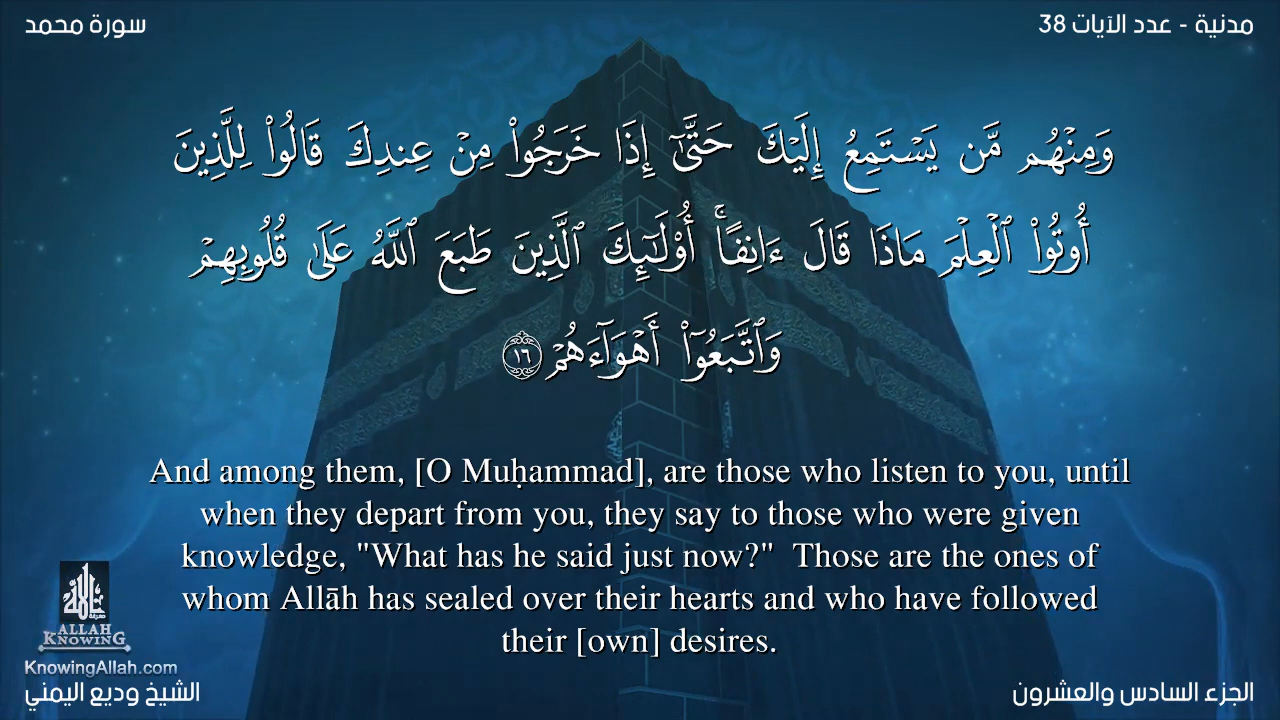 مدنية - عدد الآيات 38
سورة محمد
وَمِنْهُم مَّن يَسْتَمِعُ إِلَيْكَ حَتَّىٰٓ إِذَا خَرَجُوا۟ مِنْ عِندِكَ قَالُوا۟ لِلَّذِينَ
أُوتُوا۟ ٱلْعِلْمَ مَاذَا قَالَ ءَانِفًا ۚ أُو۟لَـٰٓئِكَ ٱلَّذِينَ طَبَعَ ٱللَّهُ عَلَىٰ قُلُوبِهِمْ
وَٱتَّبَعُوٓا۟ أَهْوَآءَهُمْ ١٦
And among them, [O Muḥammad], are those who listen to you, until
when they depart from you, they say to those who were given
knowledge, "What has he said just now?"  Those are the ones of
whom Allāh has sealed over their hearts and who have followed
their [own] desires.
ALLAH
KNOWING
KnowingAllah.com
الشيخ وديع اليمني
الجزء السادس والعشرون